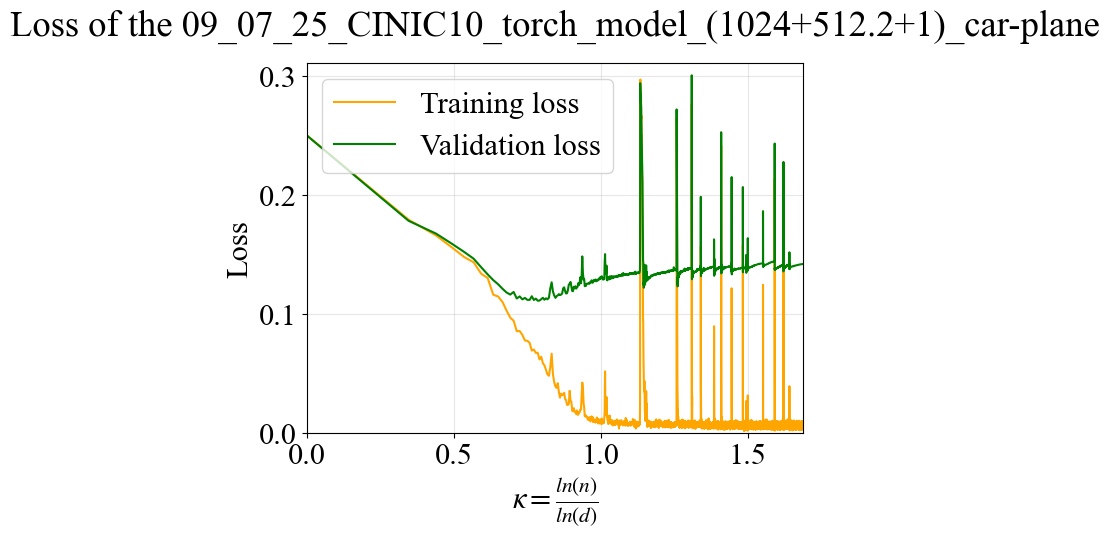 Loss of the 09_07_25_CINIC10_torch_model_(1024+512.2+1)_car-plane
0.3
Training loss
Validation loss
0.2
Loss
0.1
0.0
0.0 0.5 1.0 1.5
κ = ln(n)/ln(d)